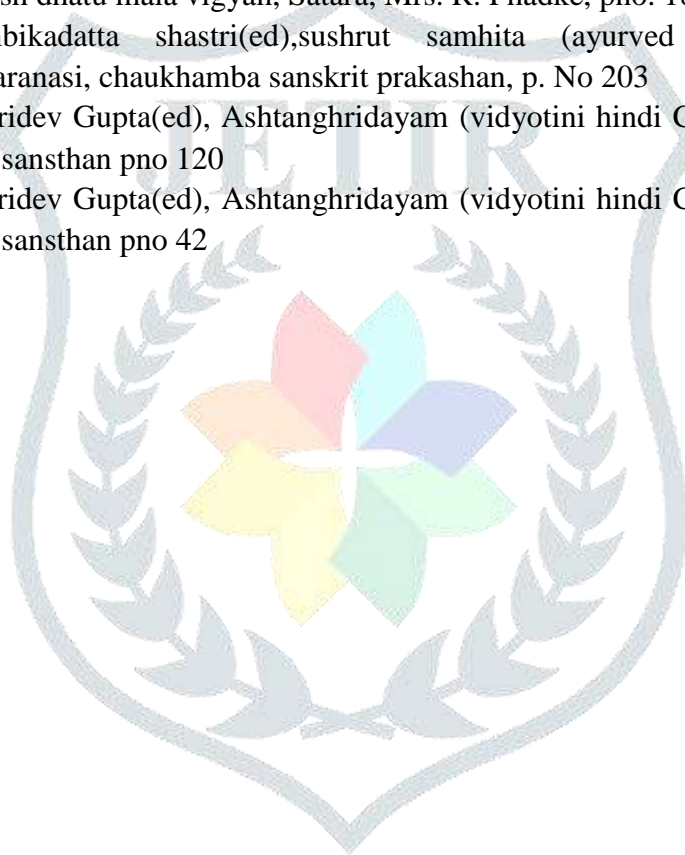 sh dhatu mala vigyan, Satara, Mrs. K. Phadke, pno.
bikadatta shastri(ed),sushrut samhita (ayurved
aranasi, chaukhamba sanskrit prakashan, p. No 203
ridev Gupta(ed), Ashtanghridayam (vidyotini hindi
sansthan pno 120
ridev Gupta(ed), Ashtanghridayam (vidyotini hindi
sansthan pno 42
JETIR